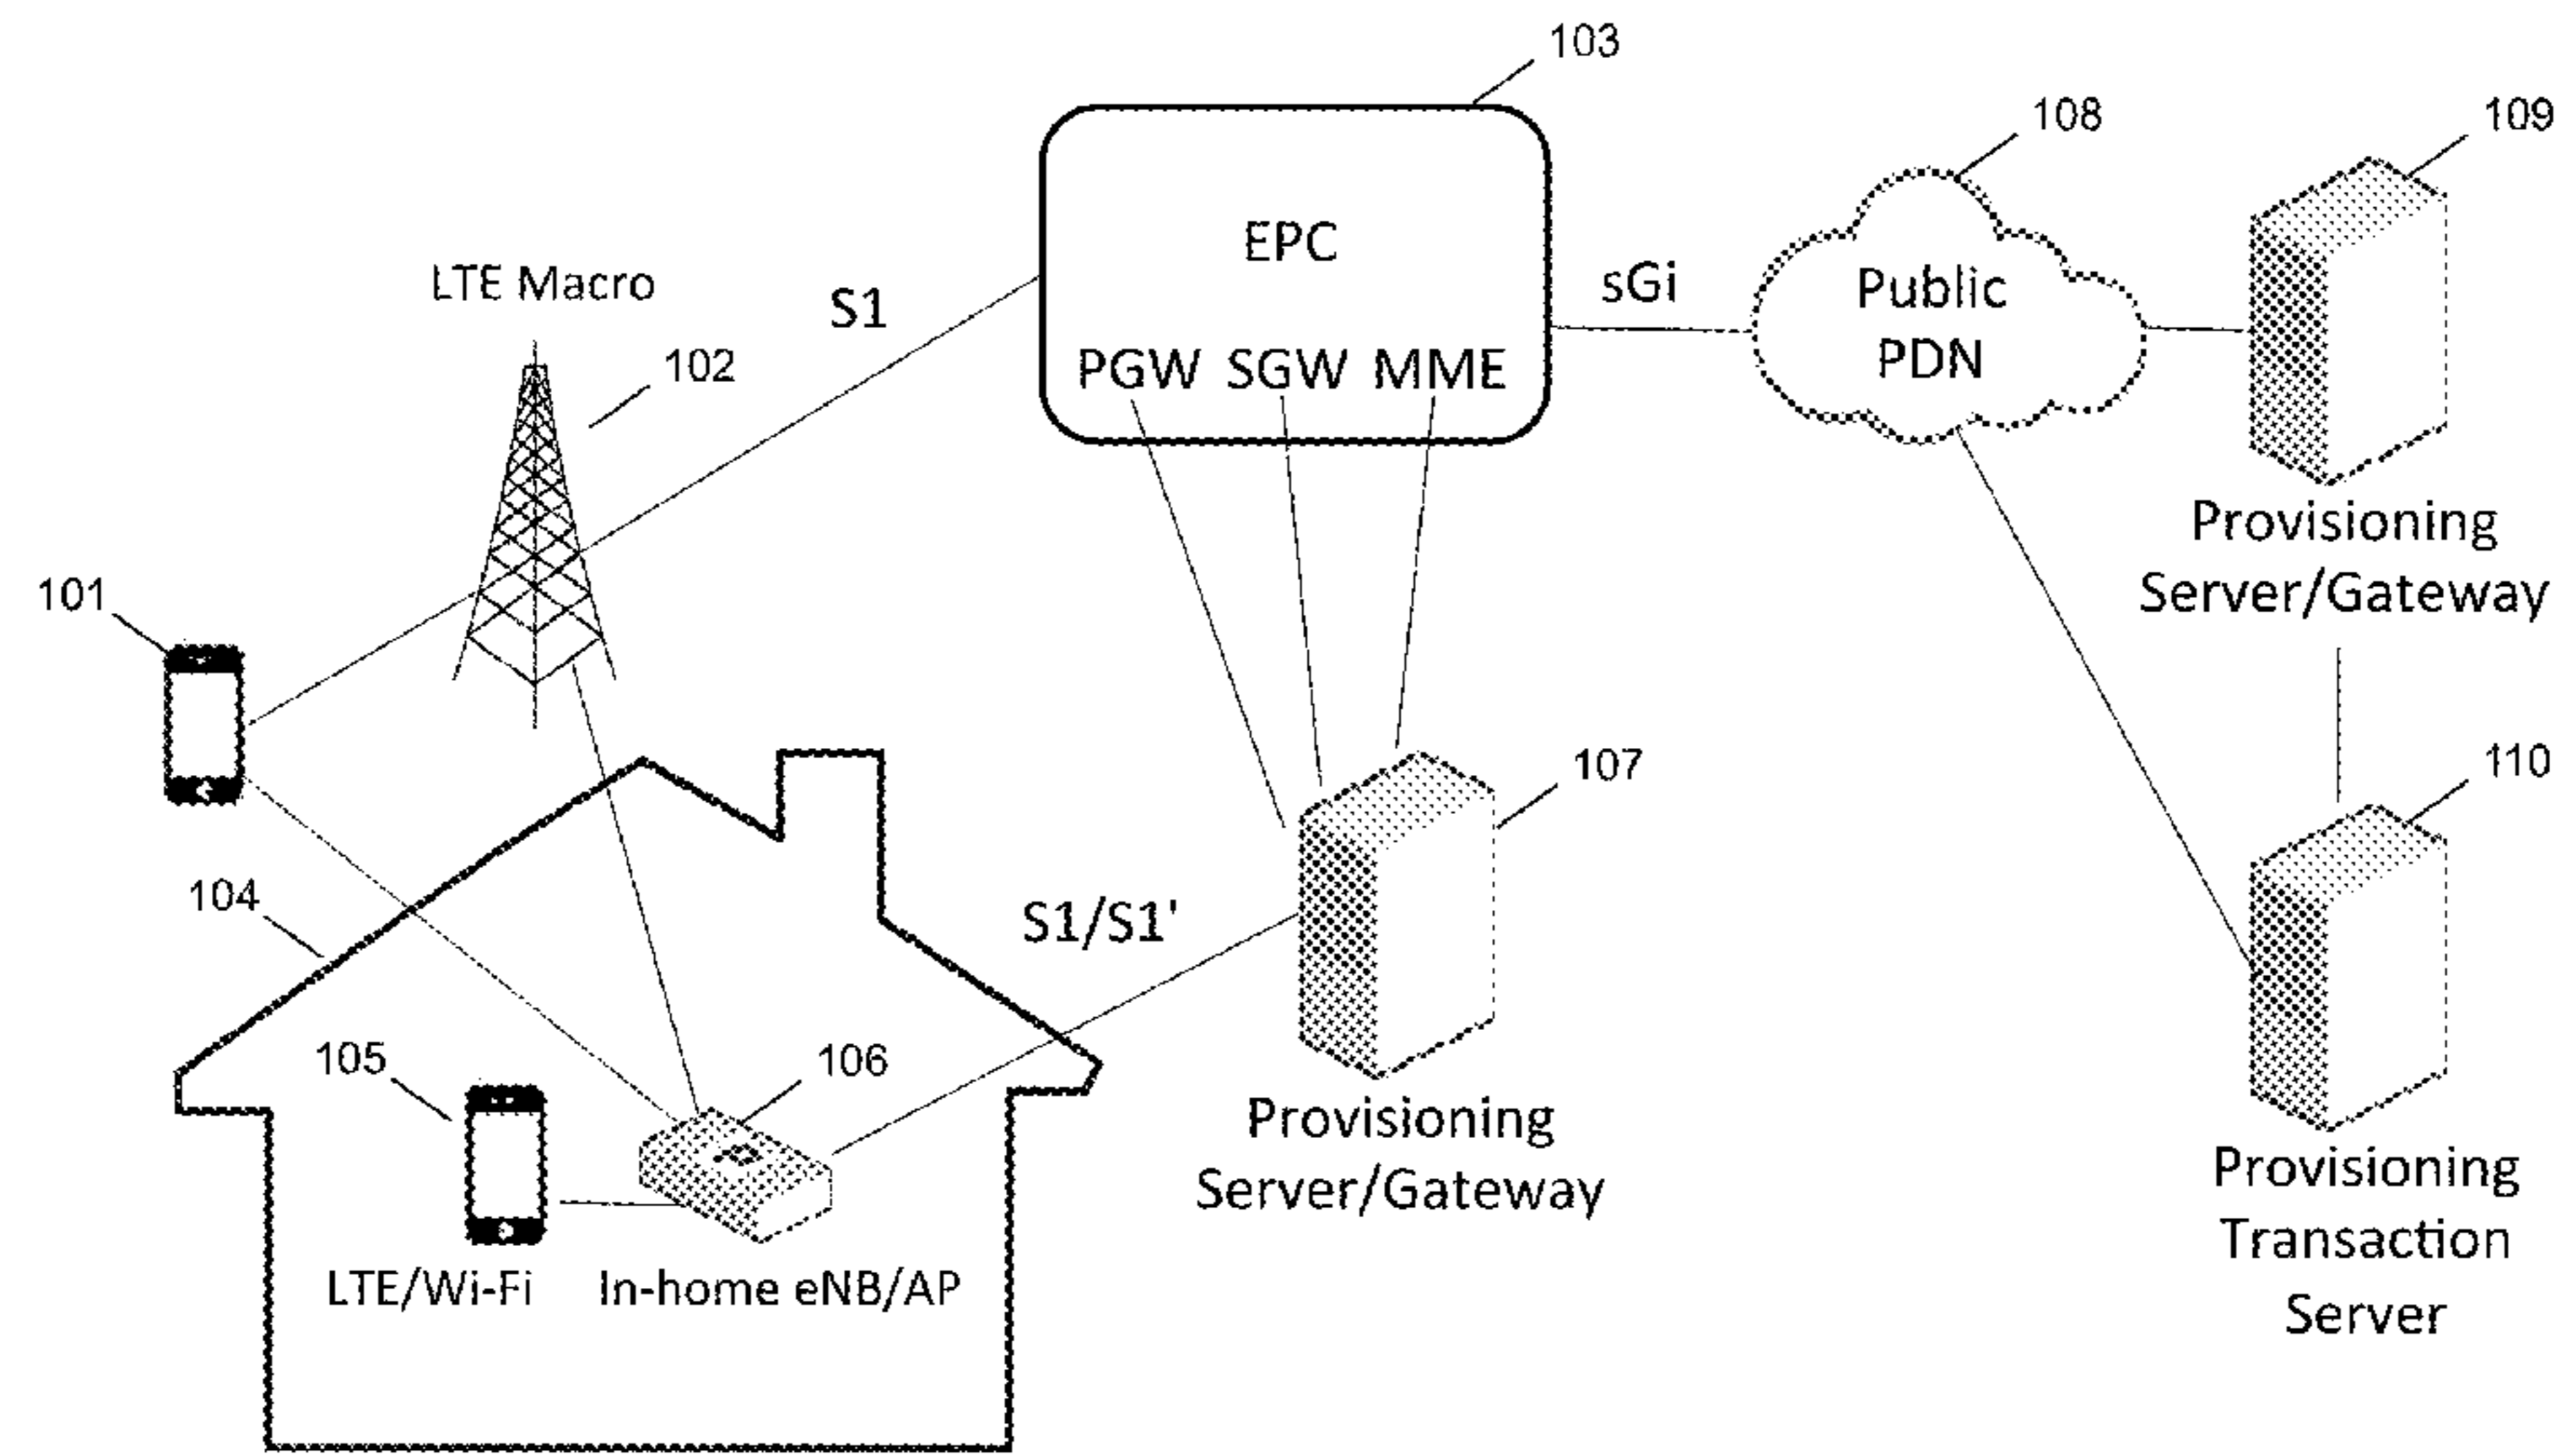 103
108
109
EPC
LTE Macro
S1
sGi
Public
PDN
102
PGW SGW MME
Provisioning
Server/Gateway
101
107
110
104
S1/S1'
105
106
Provisioning
Server/Gateway
Provisioning
Transaction
Server
LTE/Wi-Fi
In-home eNB/AP